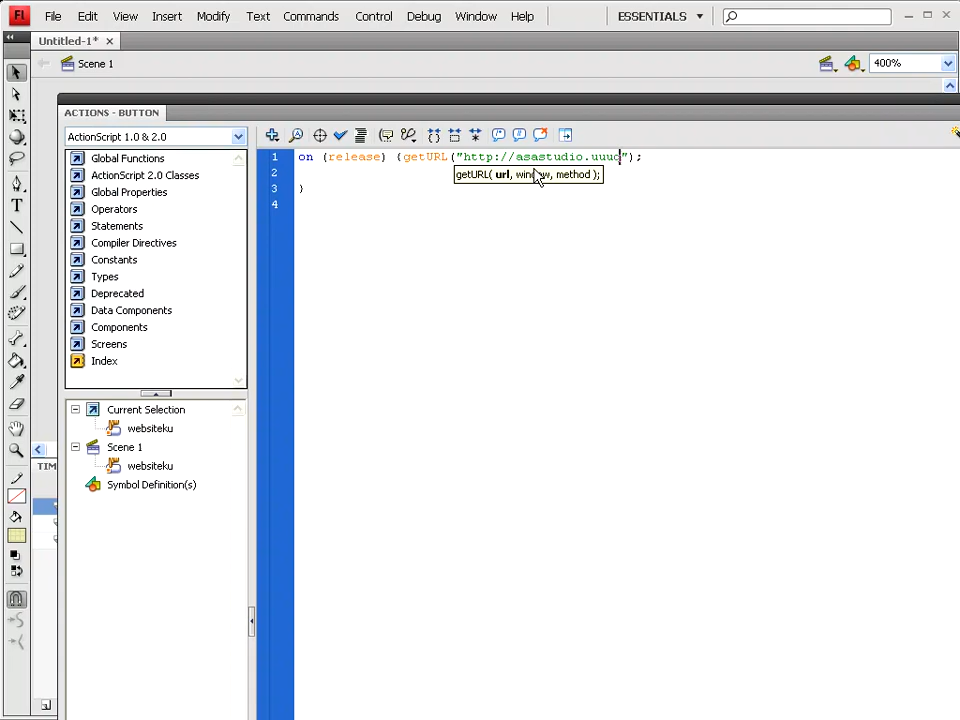 Fl File Edit View Insert Modify Text Commands Control Debug Window Help ESSENTIALS
Untitled-1* ×
Scene 1 400%
ACTIONS - BUTTON
ActionScript 1.0 & 2.0
Global Functions
ActionScript 2.0 Classes
Global Properties
Operators
Statements
Compiler Directives
Constants
Types
Deprecated
Data Components
Components
Screens
Index
Current Selection
websiteku
Scene 1
websiteku
Symbol Definition(s)
1 on (release) {getURL("http://asastudio.uuuc");
getURL( url, window, method );
2
3 )
4
TIM